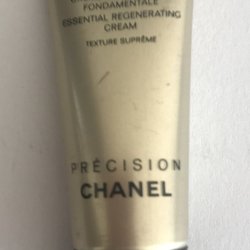 FONDAMENTALE
ESSENTIAL REGENERATING
CREAM
TEXTURE SUPRÊME
PRÉCISION
CHANEL